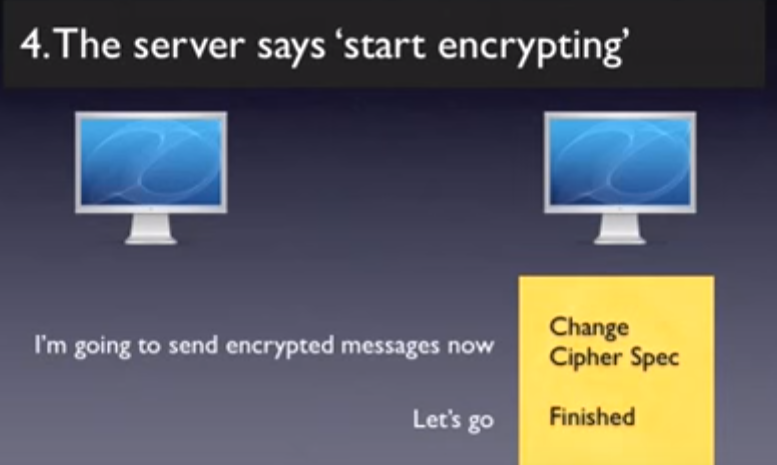 4. The server says ‘start encrypting’
I'm going to send encrypted messages now
Change
Cipher Spec
Let's go
Finished